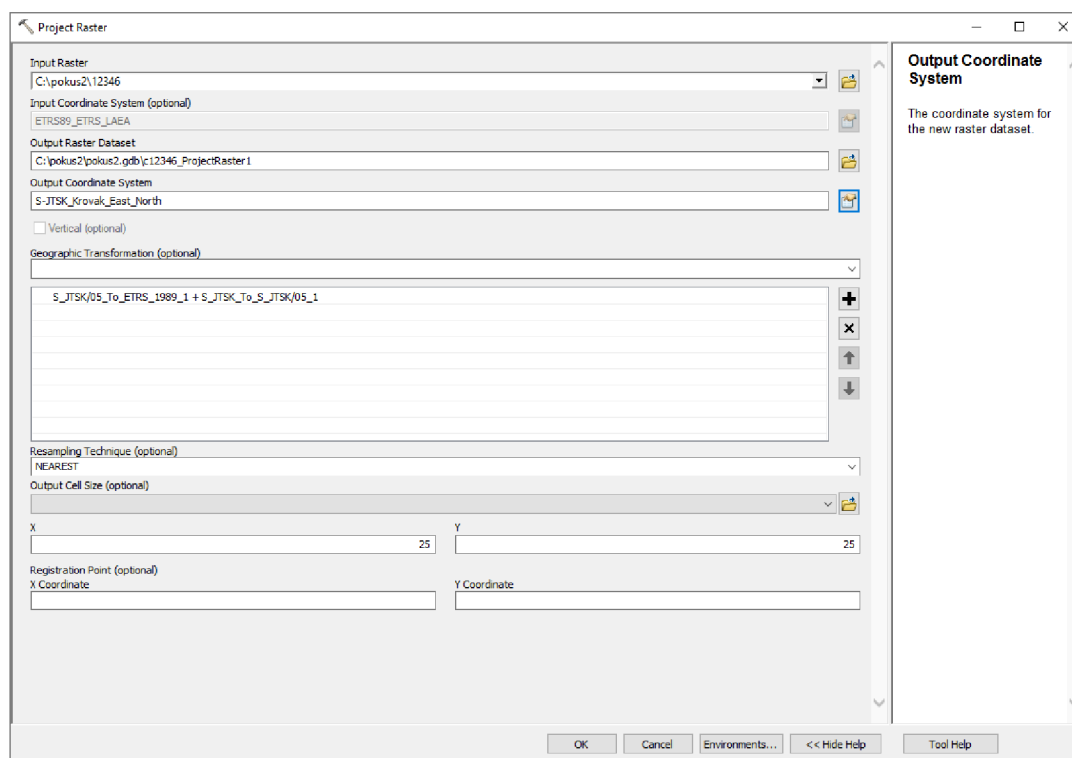 Project Raster
Input Raster
C:\pokus2\12346
Input Coordinate System (optional)
ETRS89_ETRS_LAEA
Output Raster Dataset
C:\pokus2\pokus2.gdb\c12346_ProjectRaster1
Output Coordinate System
S-JTSK_Krovak_East_North
Vertical (optional)
Geographic Transformation (optional)
S_JTSK/05_To_ETRS_1989_1 + S_JTSK_To_S_JTSK/05_1
Resampling Technique (optional)
NEAREST
Output Cell Size (optional)
X Y
25 25
Registration Point (optional)
X Coordinate Y Coordinate
OK Cancel Environments... << Hide Help Tool Help
Output Coordinate
System
The coordinate system for
the new raster dataset.